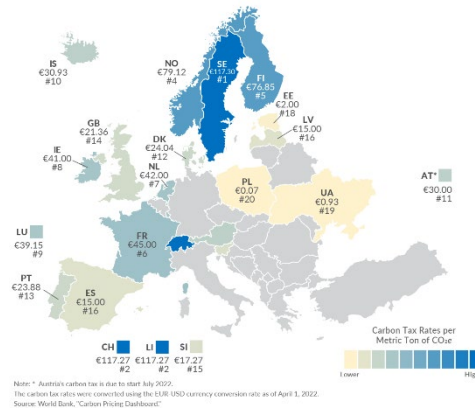 IS
€30.93
#10
NO
€79.12
#4
SE
€117.30
#1
FI
€76.85
#5
EE
€2.00
#18
LV
€15.00
#16
GB
€21.36
#14
IE
€41.00
#8
DK
€24.04
#12
NL
€42.00
#7
PL
€0.07
#20
UA
€0.93
#19
AT*
€30.00
#11
LU
€39.15
#9
FR
€45.00
#6
PT
€23.88
#13
ES
€15.00
#16
CH
€117.27
#2
LI
€117.27
#2
SI
€17.27
#15
Carbon Tax Rates per
Metric Ton of CO₂e
Lower
Note: * Austria's carbon tax is due to start July 2022.
The carbon tax rates were converted using the EUR-USD currency conversion rate as of April 1, 2022.
Source: World Bank, "Carbon Pricing Dashboard."